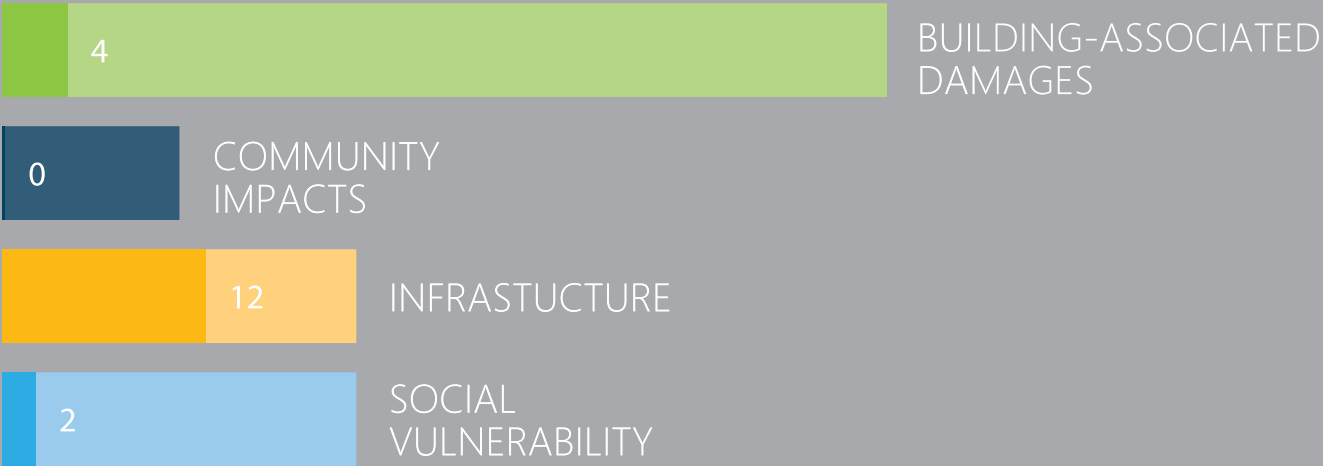 4
BUILDING-ASSOCIATED
DAMAGES
0
COMMUNITY
IMPACTS
12
INFRASTUCTURE
2
SOCIAL
VULNERABILITY